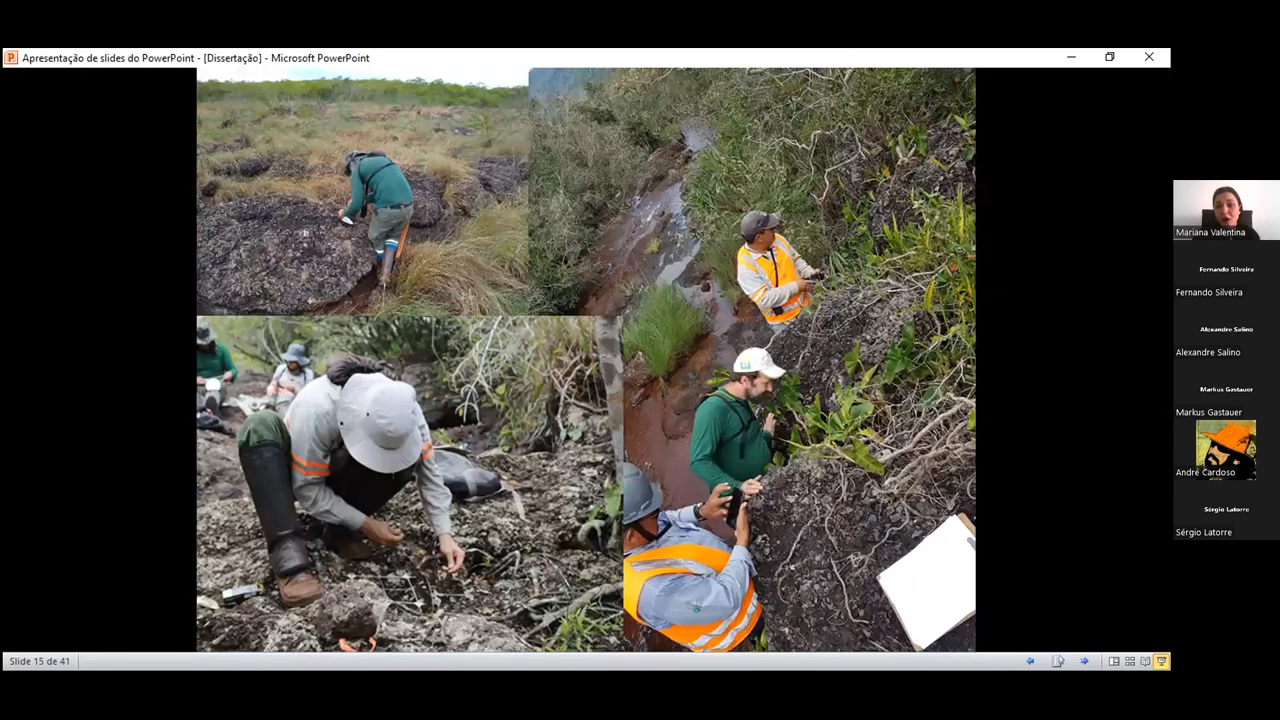 Apresentação de slides do PowerPoint - [Dissertação] - Microsoft PowerPoint
Mariana Valentina
Fernando Silveira
Fernando Silveira
Alexandre Salino
Alexandre Salino
Markus Gastauer
Markus Gastauer
André Cardoso
Sérgio Latorre
Sérgio Latorre
Slide 15 de 41